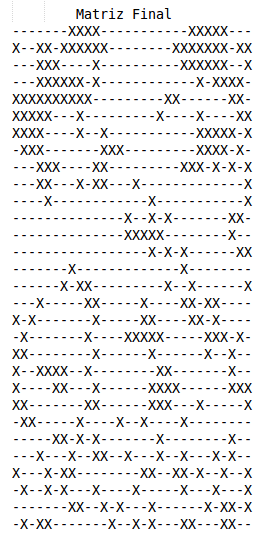 Matriz Final
-------XXXX-----------XXXXX---
X--XX-XXXXXX--------XXXXXXX-XX
---XXX----X----------XXXXXX--X
---XXXXXX-X------------X-XXXX-
XXXXXXXXXX---------XX------XX-
XXXXX---X---------X----X----XX
XXXX----X--X-----------XXXXX-X
-XXX-------XXX---------XXXX-X-
---XXX----XX---------XXX-X-X-X
---XX---X-XX---X-------------X
----X------------X-----------X
--------------X--X-X-------XX-
--------------XXXXX--------X--
-----------------X-X-X------XX
-------X-------------X--------
------X-XX---------X--X------X
---X-----XX-----X----XX-XX----
X-X-------X-----XX----XX-X----
-X-------X----XXXXX-----XXX-X-
XX--------X------X------X--X--
X--XXXX--X--------XX-------X--
X----XX--X-------XXXX------XXX
XX-------XX------XXX--X------X
-XX-----X----X--X----X--------
-----XX-X-X-------X--------X--
---X--X--XX--X---X--X----X-X--
X---X-XX--------XX--XX-X--X--X
-X--X-X---X----X-----X---X---X
-------XX--X-X---X------X-XX-X
-X-XX-------X--X-X---XX---XX--